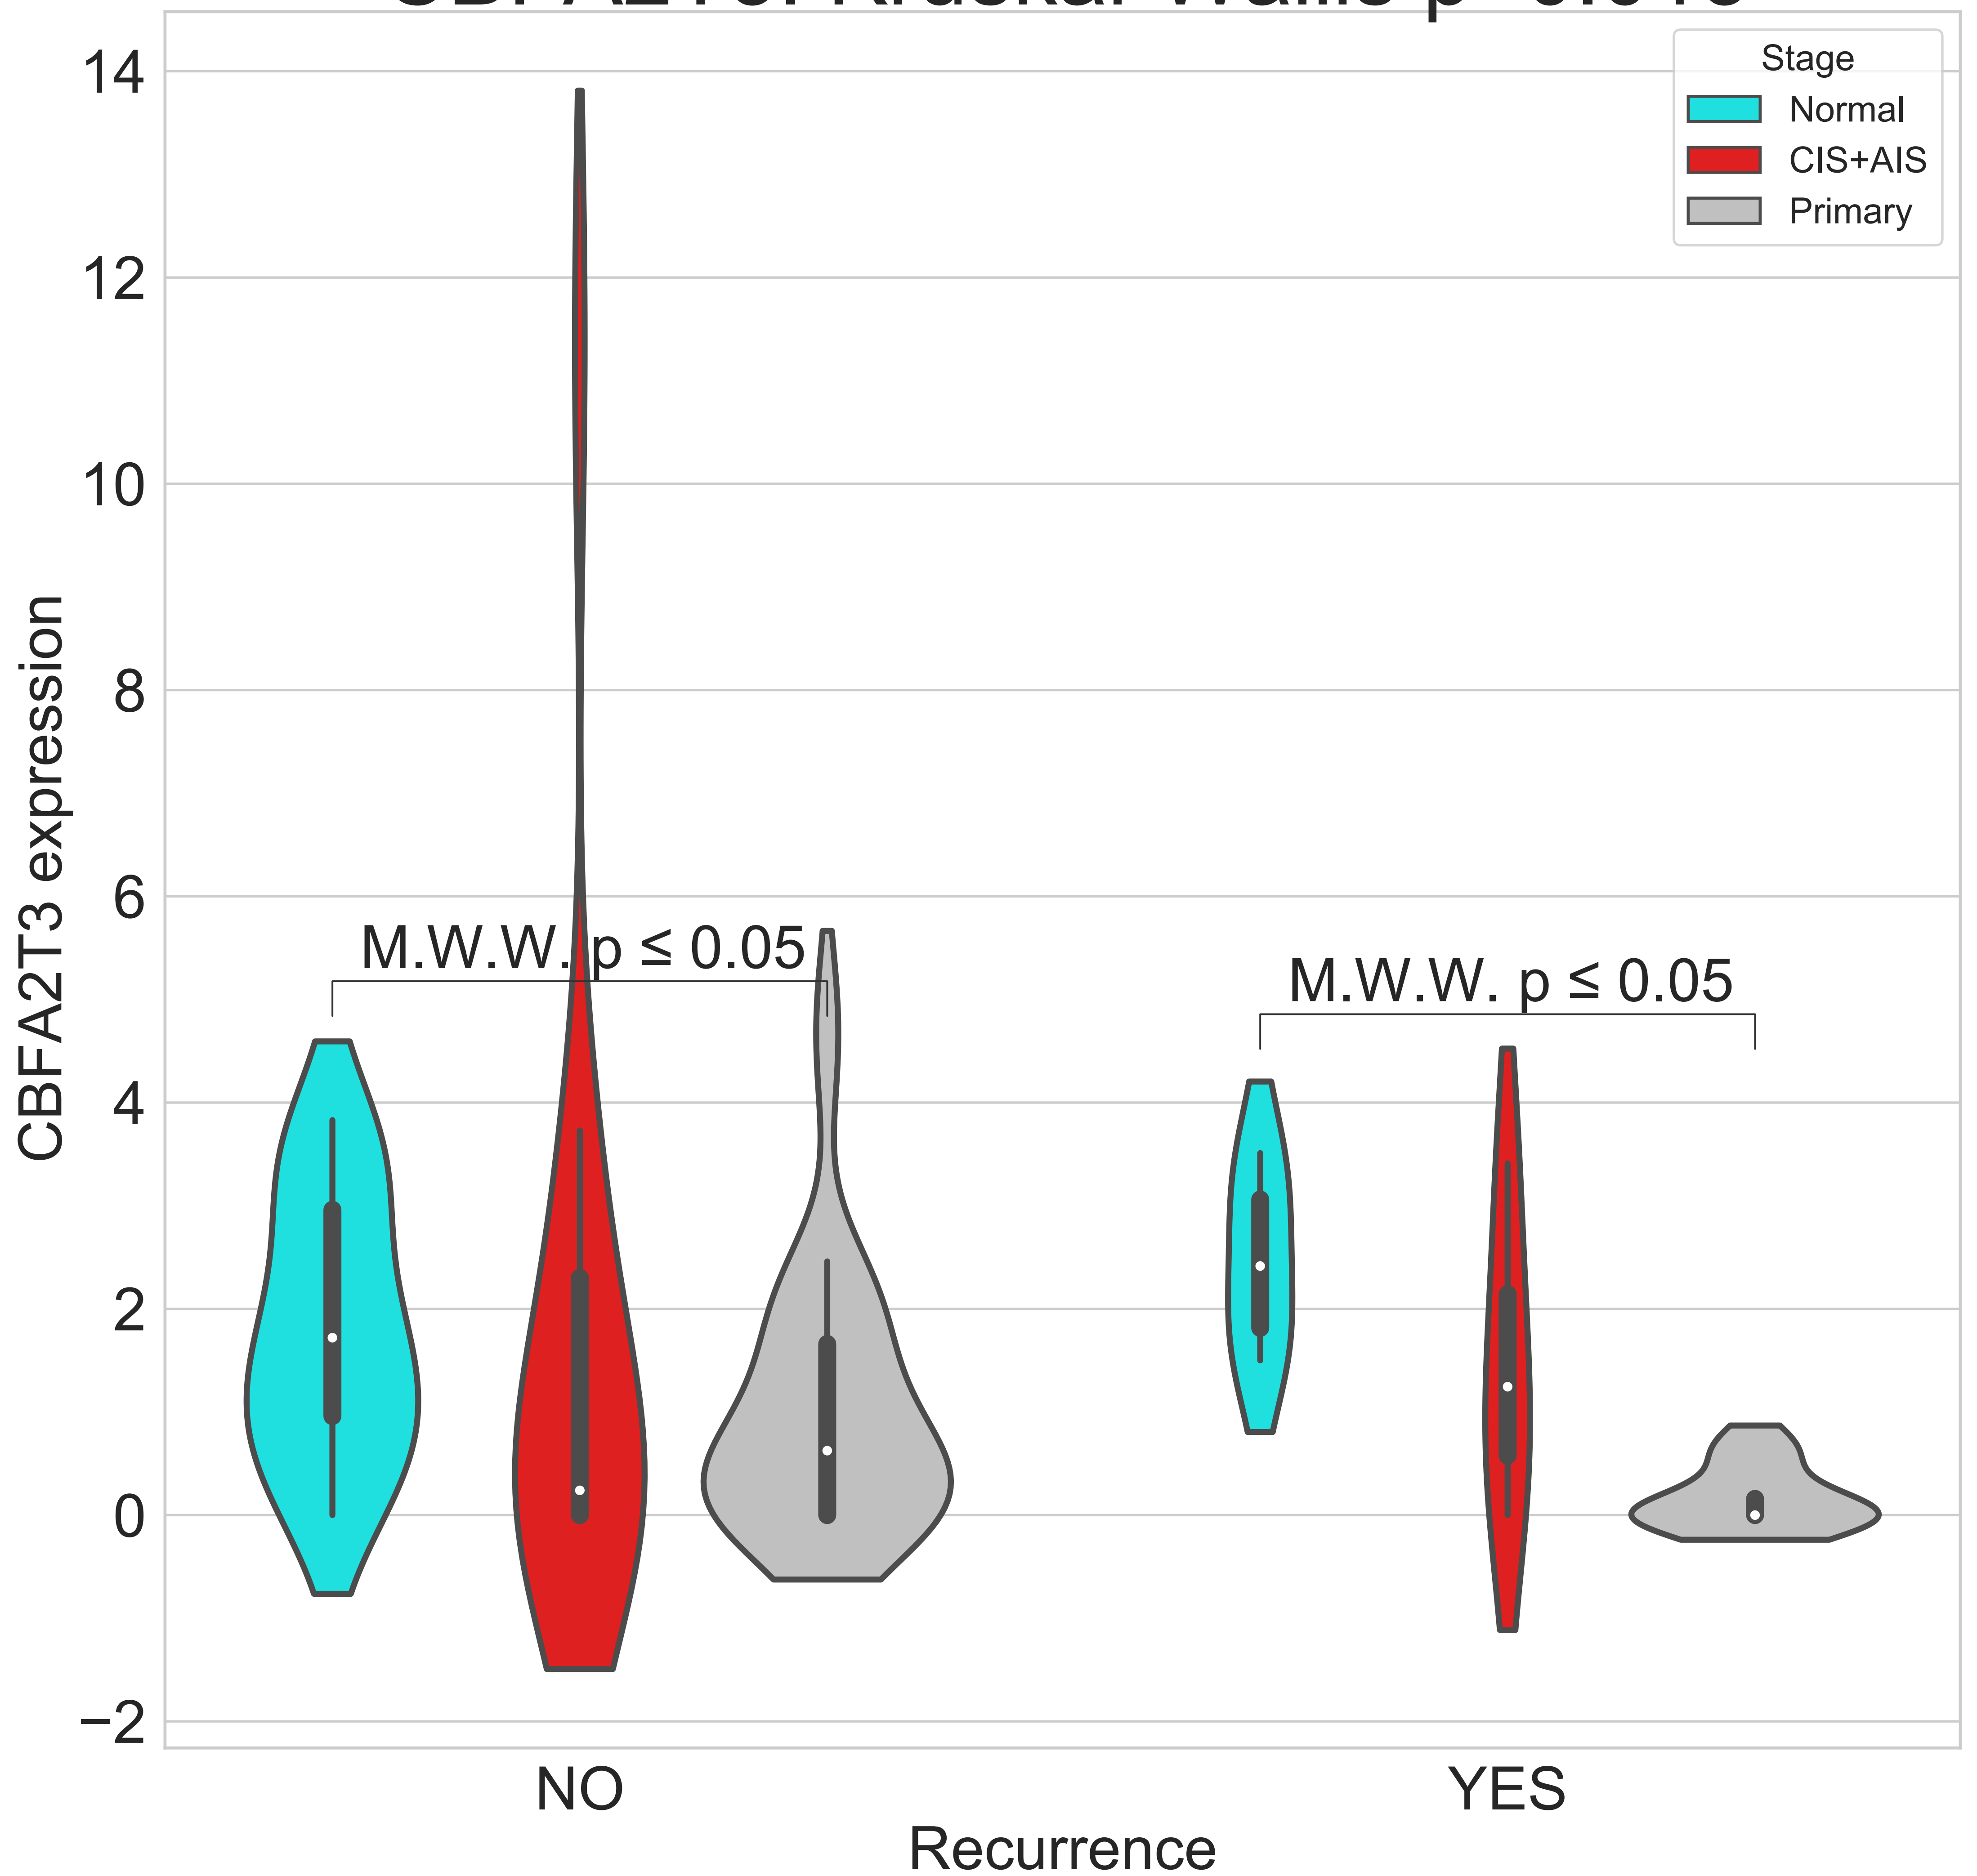 14
12
10
8
6
4
2
0
−2
CBFA2T3 expression
Stage
Normal
CIS+AIS
Primary
M.W.W. p ≤ 0.05
M.W.W. p ≤ 0.05
NO
YES
Recurrence